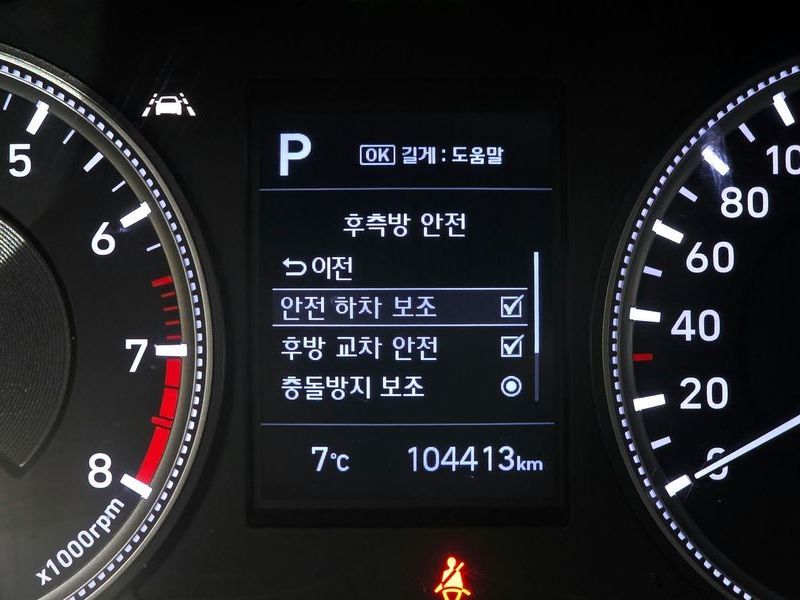 P
OK 길게 : 도움말
후측방 안전
이전
안전 하차 보조
후방 교차 안전
충돌방지 보조
7°C 104413km
5
6
7
8
x1000rpm
100
80
60
40
20
0